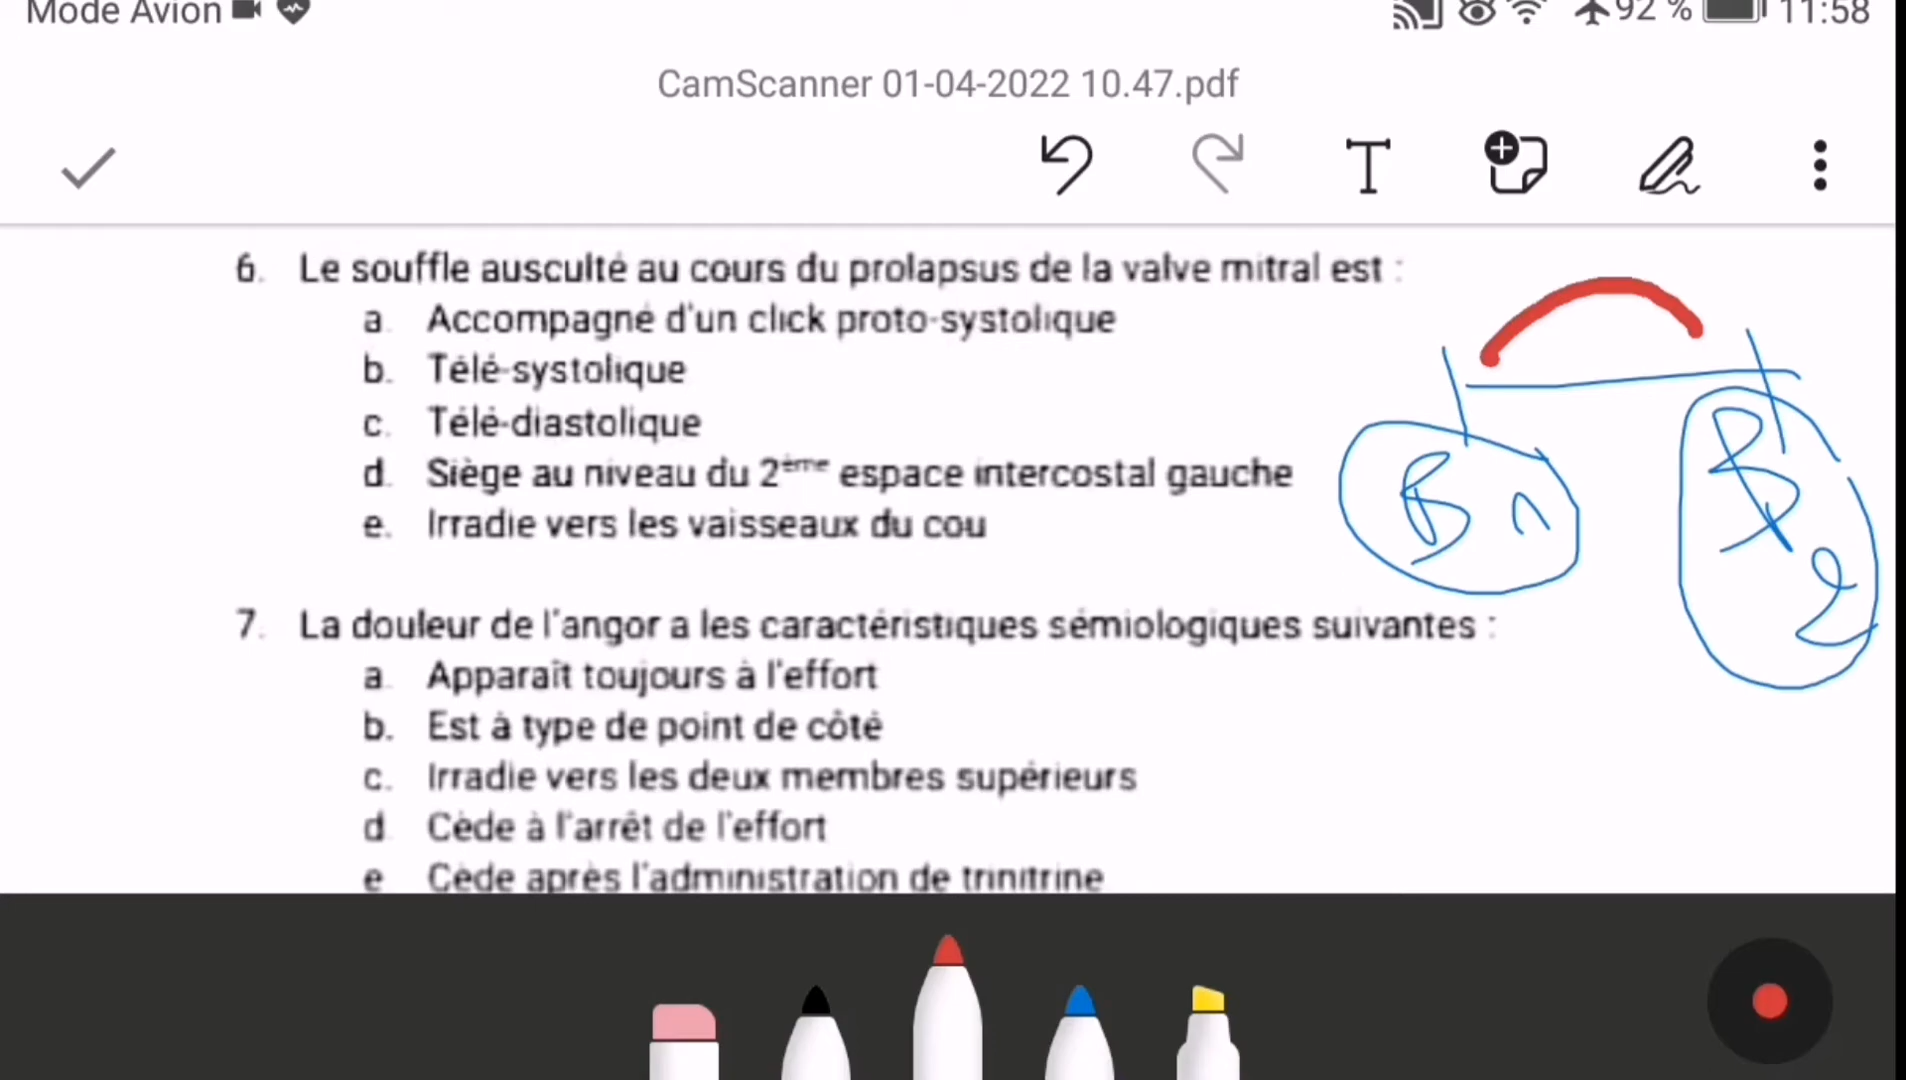 Mode Avion
92 % 11:58
CamScanner 01-04-2022 10.47.pdf
T
6. Le souffle ausculté au cours du prolapsus de la valve mitral est :
a. Accompagné d'un click proto-systolique
b. Télé-systolique
c. Télé-diastolique
d. Siège au niveau du 2ème espace intercostal gauche
e. Irradie vers les vaisseaux du cou
B1
B2
7. La douleur de l'angor a les caractéristiques sémiologiques suivantes :
a. Apparaît toujours à l'effort
b. Est à type de point de côté
c. Irradie vers les deux membres supérieurs
d Cède à l'arrêt de l'effort
e Cède après l'administration de trinitrine